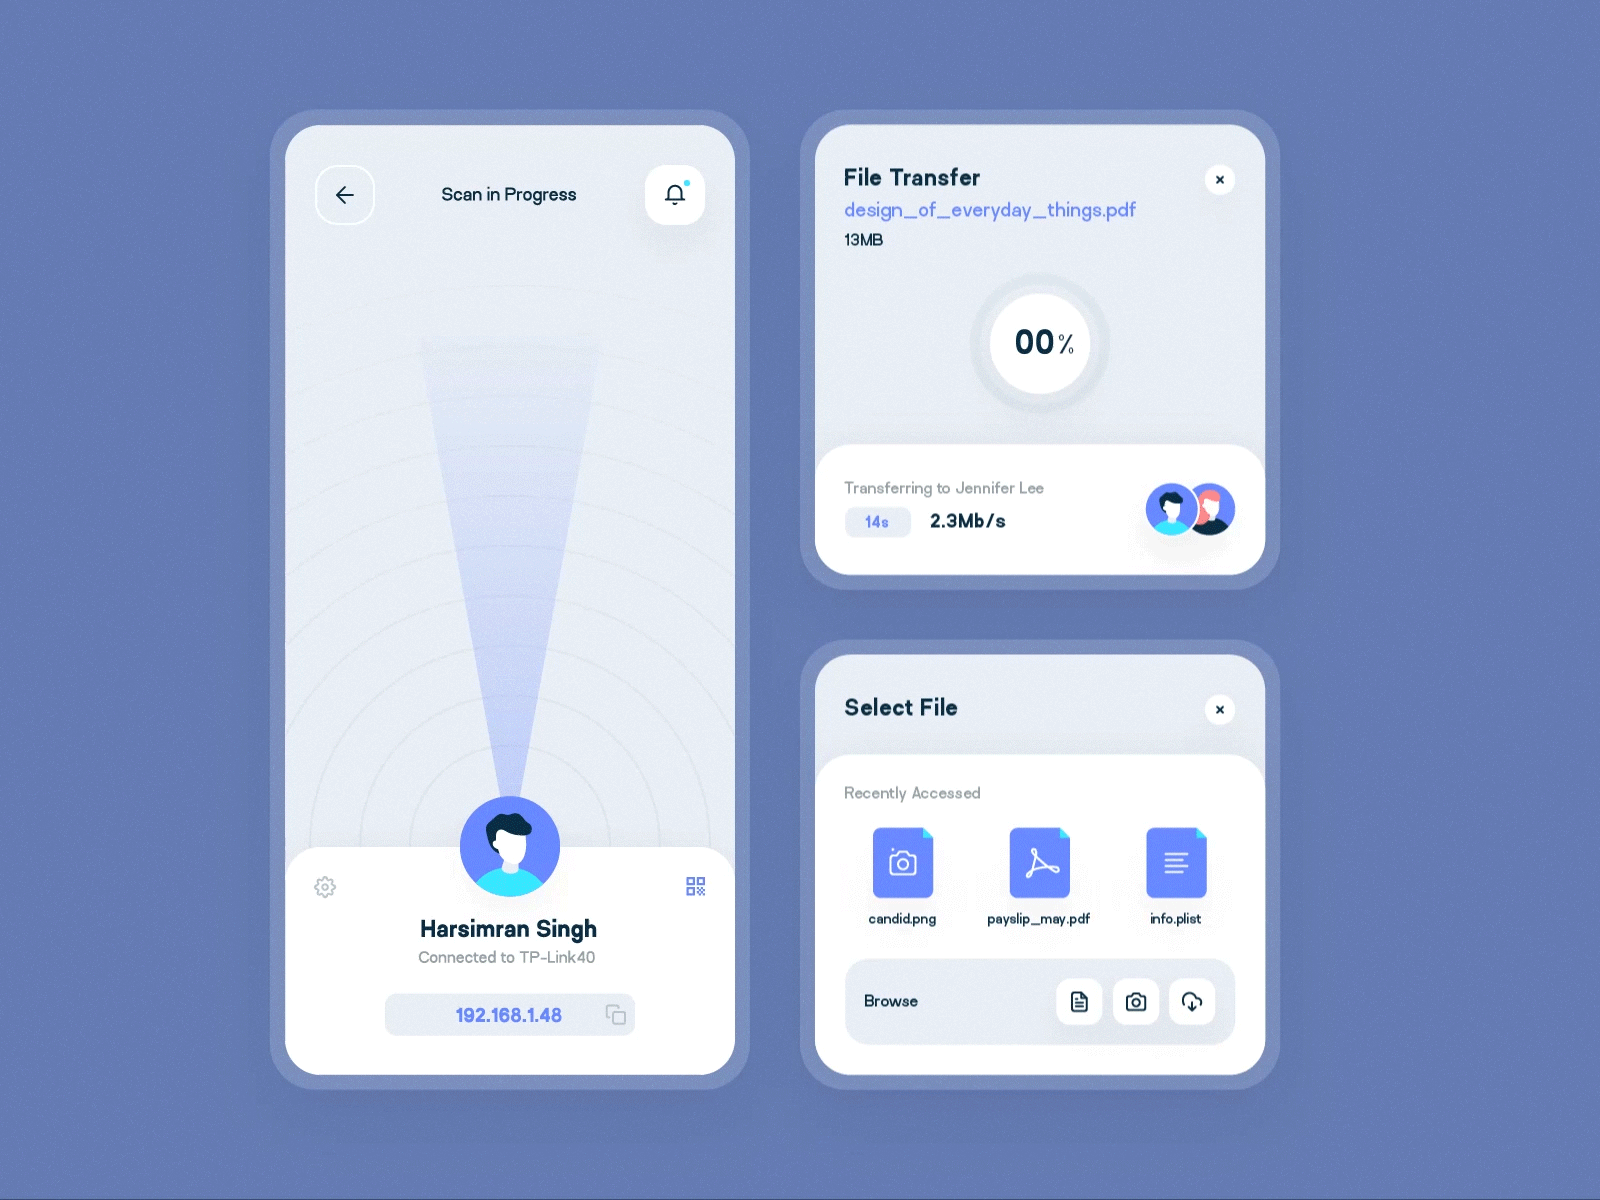 Scan in Progress
Harsimran Singh
Connected to TP-Link40
192.168.1.48
File Transfer
design_of_everyday_things.pdf
13MB
00%
Transferring to Jennifer Lee
14s 2.3Mb/s
Select File
Recently Accessed
candid.png payslip_may.pdf info.plist
Browse